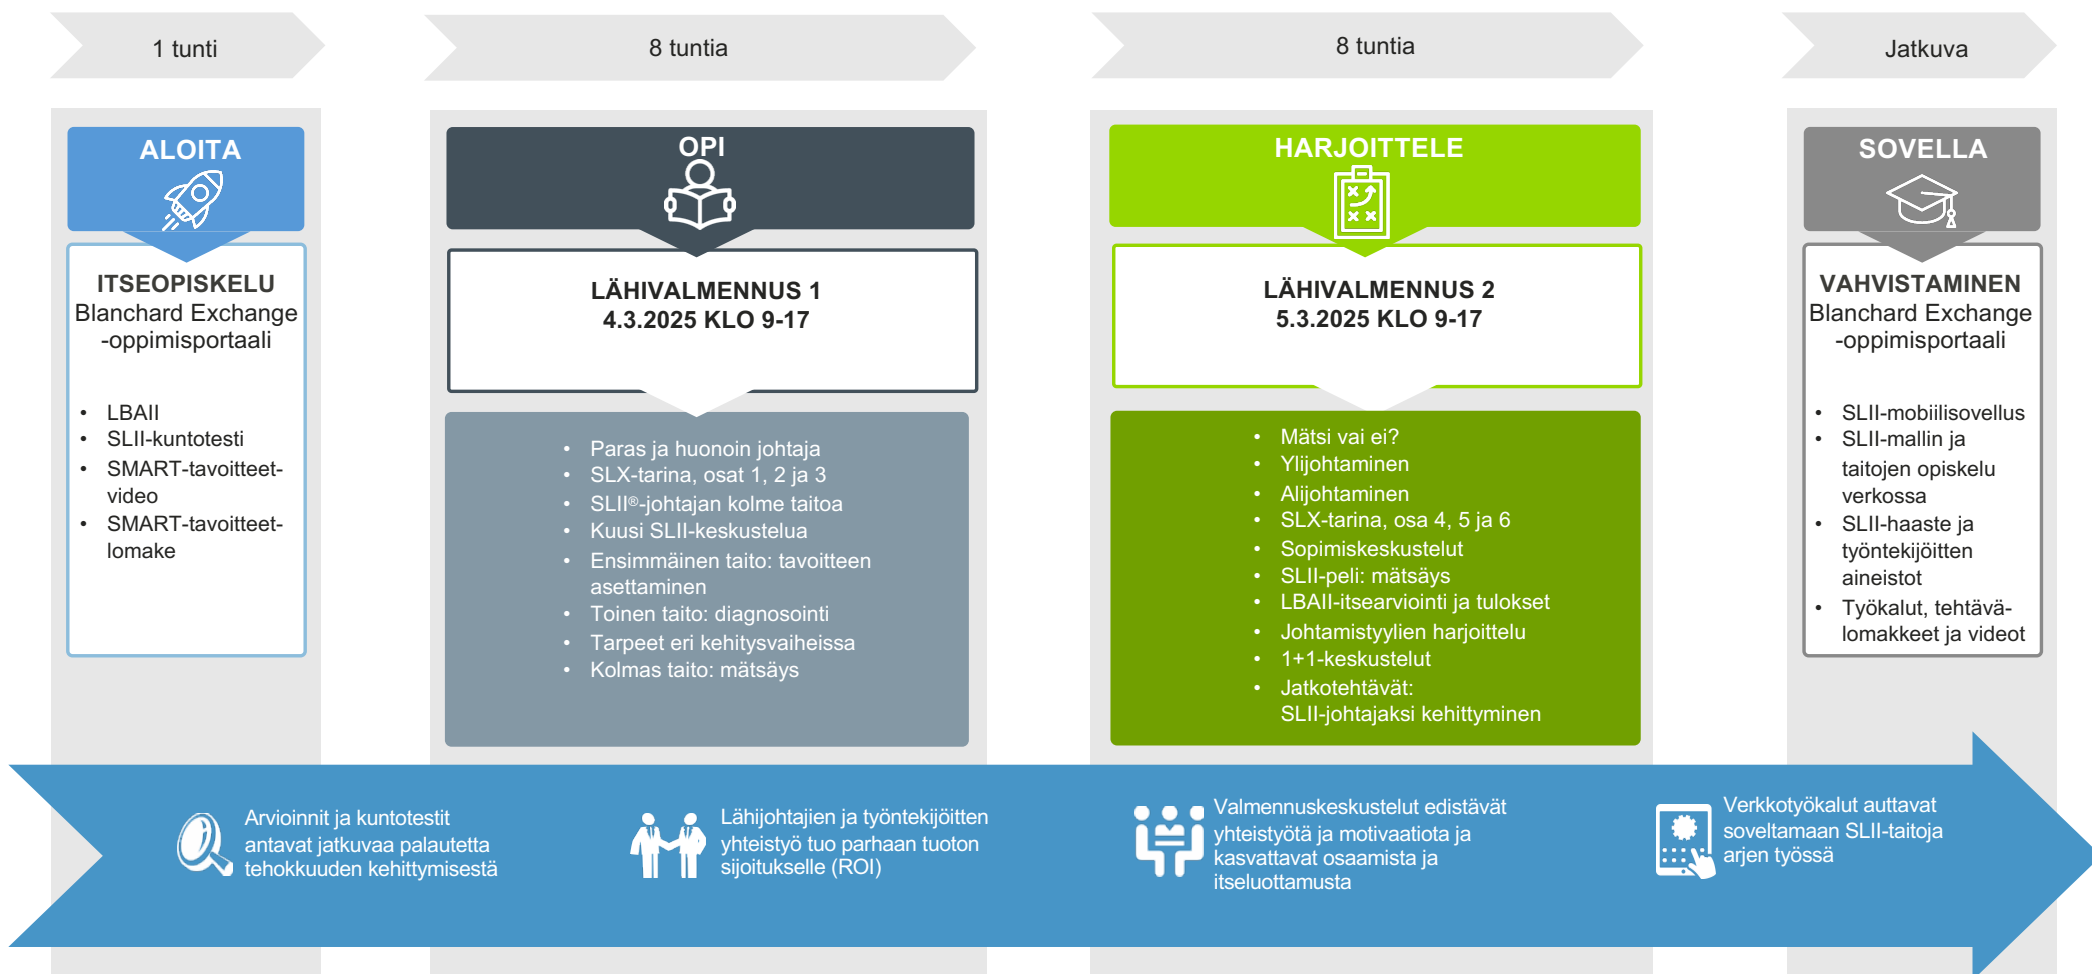 1 tunti
8 tuntia
8 tuntia
Jatkuva
ALOITA
ITSEOPISKELU
Blanchard Exchange
-oppimisportaali
• LBAII
• SLII-kuntotesti
• SMART-tavoitteet-
video
• SMART-tavoitteet-
lomake
OPI
LÄHIVALMENNUS 1
4.3.2025 KLO 9-17
• Paras ja huonoin johtaja
• SLX-tarina, osat 1, 2 ja 3
• SLII®-johtajan kolme taitoa
• Kuusi SLII-keskustelua
• Ensimmäinen taito: tavoitteen
asettaminen
• Toinen taito: diagnosointi
• Tarpeet eri kehitysvaiheissa
• Kolmas taito: mätsäys
HARJOITTELE
LÄHIVALMENNUS 2
5.3.2025 KLO 9-17
• Mätsi vai ei?
• Ylijohtaminen
• Alijohtaminen
• SLX-tarina, osa 4, 5 ja 6
• Sopimiskeskustelut
• SLII-peli: mätsäys
• LBAII-itsearviointi ja tulokset
• Johtamistyylien harjoittelu
• 1+1-keskustelut
• Jatkotehtävät:
SLII-johtajaksi kehittyminen
SOVELLA
VAHVISTAMINEN
Blanchard Exchange
-oppimisportaali
• SLII-mobiilisovellus
• SLII-mallin ja
taitojen opiskelu
verkossa
• SLII-haaste ja
työntekijöitten
aineistot
• Työkalut, tehtävä-
lomakkeet ja videot
Arvioinnit ja kuntotestit
antavat jatkuvaa palautetta
tehokkuuden kehittymisestä
Lähijohtajien ja työntekijöitten
yhteistyö tuo parhaan tuoton
sijoitukselle (ROI)
Valmennuskeskustelut edistävät
yhteistyötä ja motivaatiota ja
kasvattavat osaamista ja
itseluottamusta
Verkkotyökalut auttavat
soveltamaan SLII-taitoja
arjen työssä